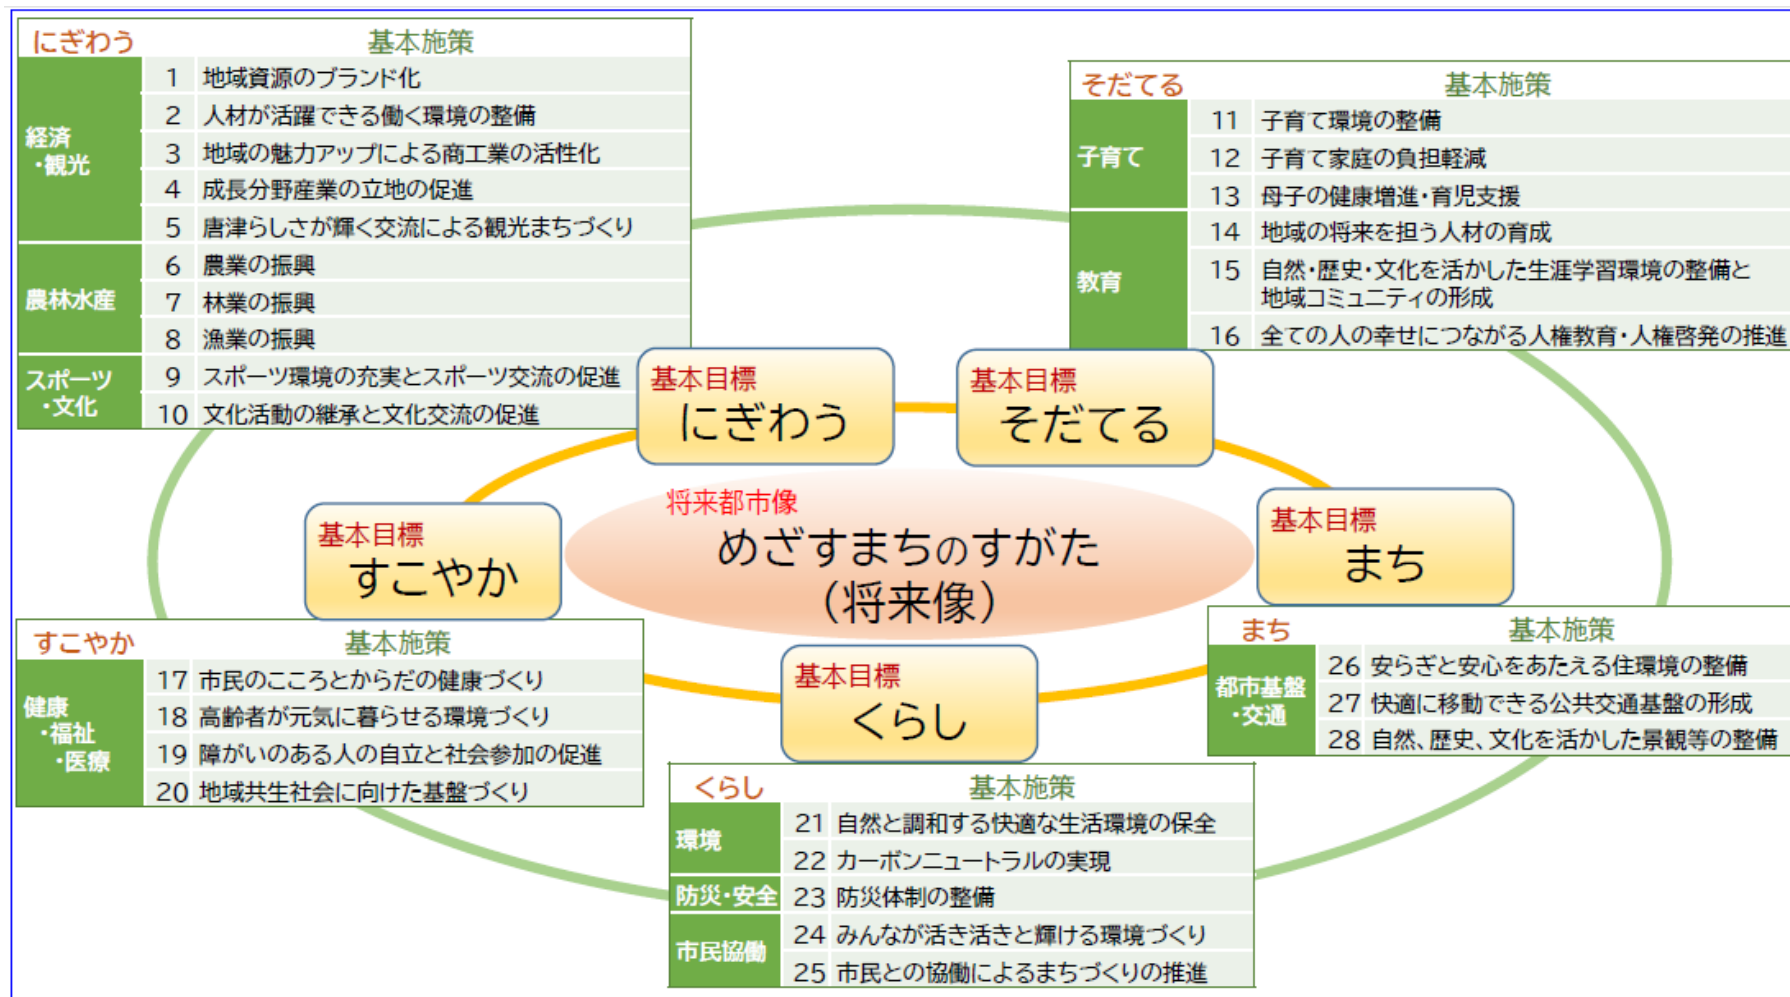 にぎわう 基本施策
経済
・観光
1 地域資源のブランド化
2 人材が活躍できる働く環境の整備
3 地域の魅力アップによる商工業の活性化
4 成長分野産業の立地の促進
5 唐津らしさが輝く交流による観光まちづくり
農林水産
6 農業の振興
7 林業の振興
8 漁業の振興
スポーツ
・文化
9 スポーツ環境の充実とスポーツ交流の促進
10 文化活動の継承と文化交流の促進
そだてる 基本施策
子育て
11 子育て環境の整備
12 子育て家庭の負担軽減
13 母子の健康増進・育児支援
教育
14 地域の将来を担う人材の育成
15 自然・歴史・文化を活かした生涯学習環境の整備と
地域コミュニティの形成
16 全ての人の幸せにつながる人権教育・人権啓発の推進
基本目標
にぎわう
基本目標
そだてる
基本目標
すこやか
将来都市像
めざすまちのすがた
（将来像）
基本目標
まち
基本目標
くらし
すこやか 基本施策
健康
・福祉
・医療
17 市民のこころとからだの健康づくり
18 高齢者が元気に暮らせる環境づくり
19 障がいのある人の自立と社会参加の促進
20 地域共生社会に向けた基盤づくり
くらし 基本施策
環境
21 自然と調和する快適な生活環境の保全
22 カーボンニュートラルの実現
防災・安全
23 防災体制の整備
市民協働
24 みんなが活き活きと輝ける環境づくり
25 市民との協働によるまちづくりの推進
まち 基本施策
都市基盤
・交通
26 安らぎと安心をあたえる住環境の整備
27 快適に移動できる公共交通基盤の形成
28 自然、歴史、文化を活かした景観等の整備